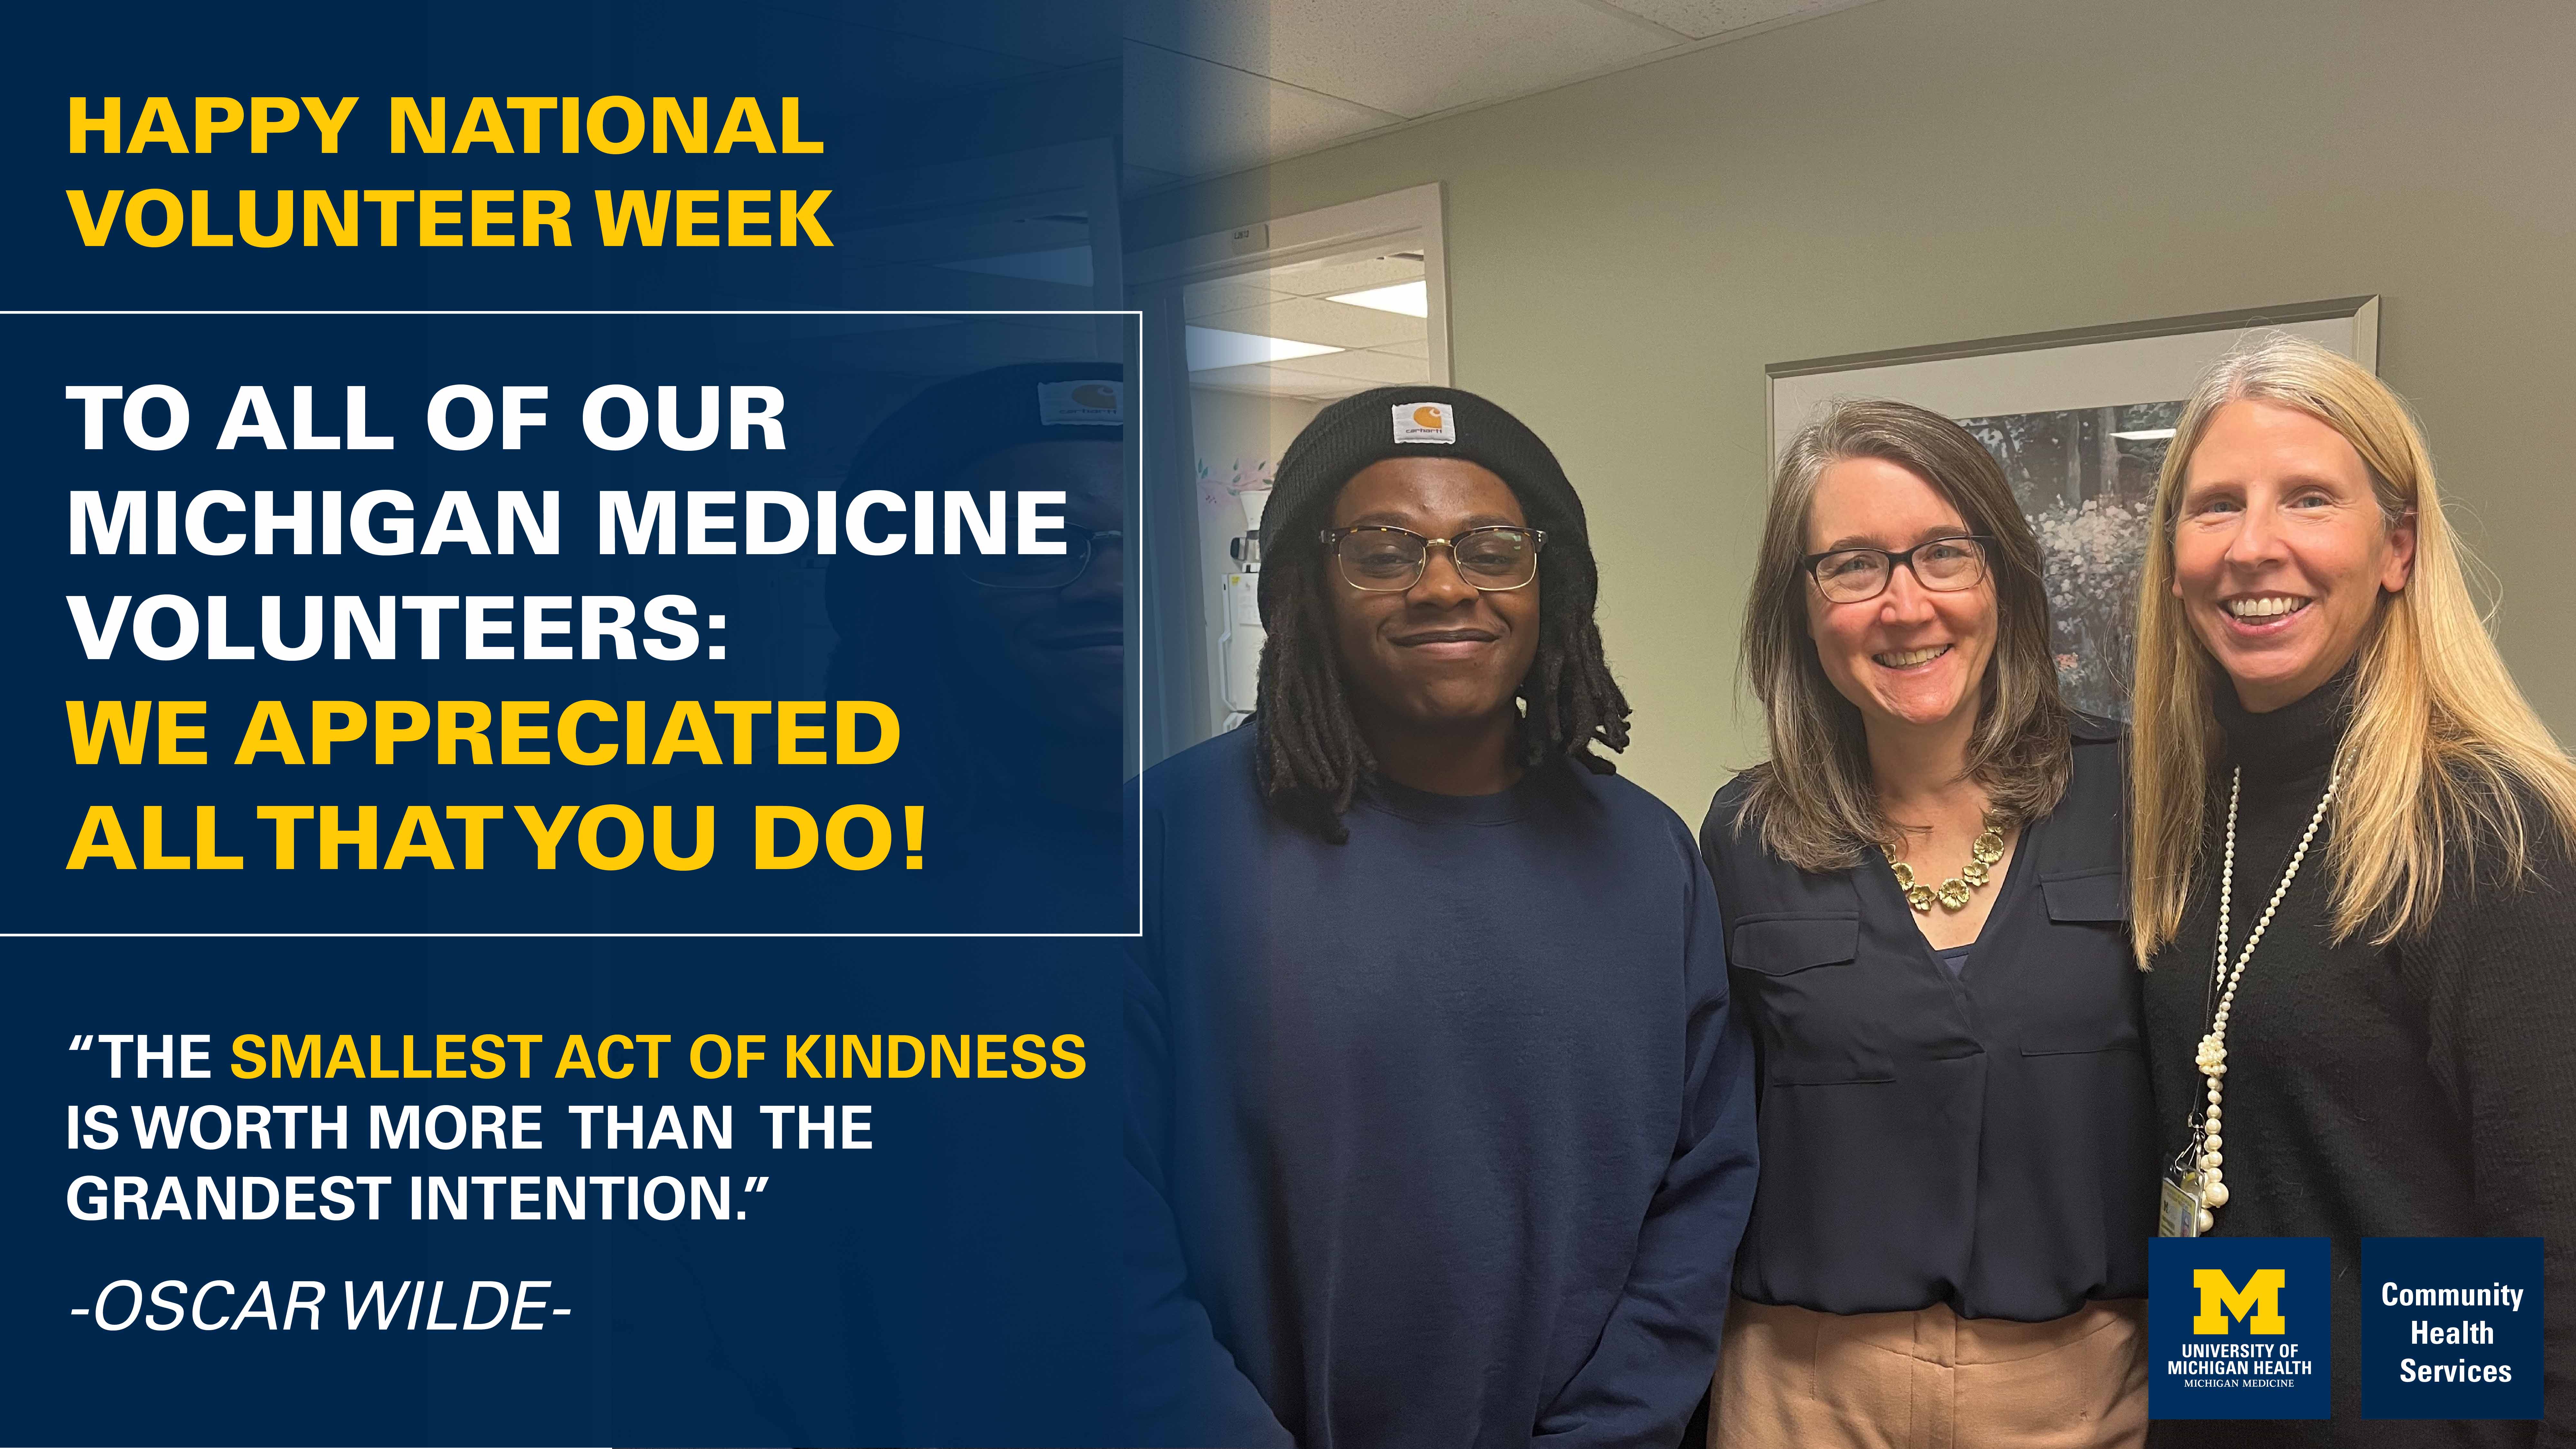 HAPPY NATIONAL
VOLUNTEER WEEK
TO ALL OF OUR
MICHIGAN MEDICINE
VOLUNTEERS:
WE APPRECIATED
ALL THAT YOU DO!
“THE SMALLEST ACT OF KINDNESS
IS WORTH MORE THAN THE
GRANDEST INTENTION.”
-OSCAR WILDE-
carhartt
carhartt
M
UNIVERSITY OF
MICHIGAN HEALTH
MICHIGAN MEDICINE
Community
Health
Services